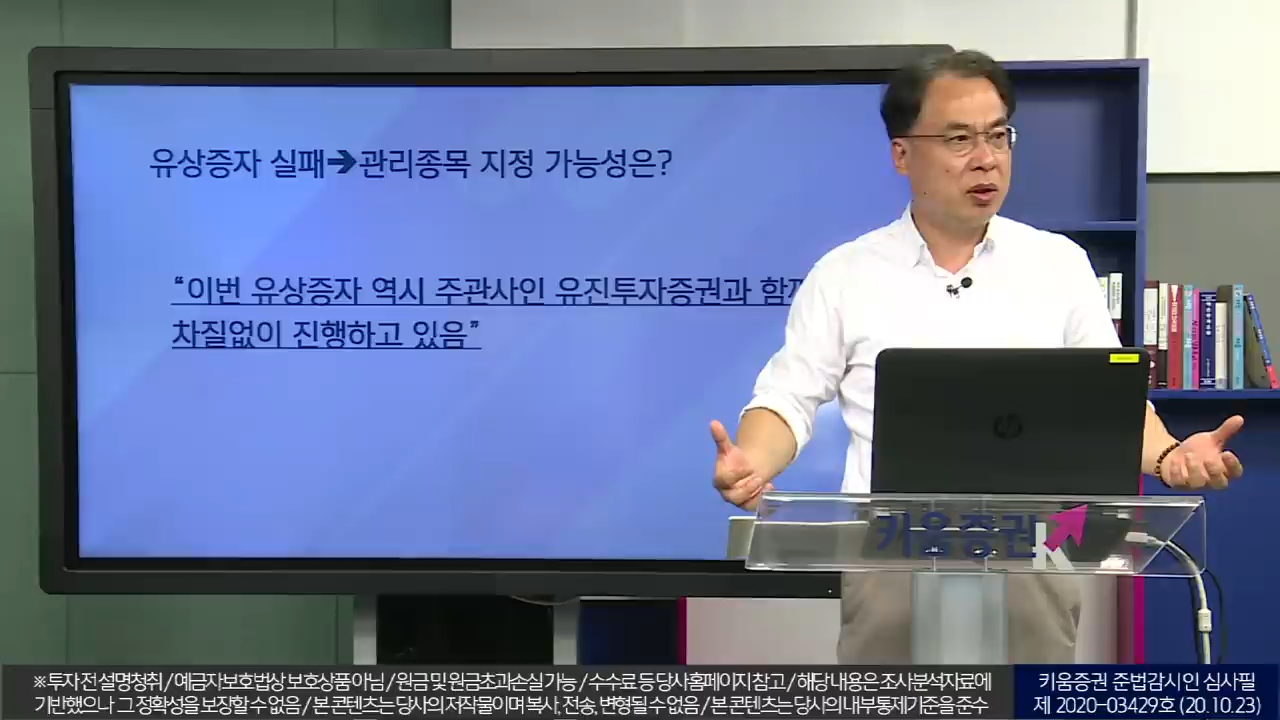 유상증자 실패➔관리종목 지정 가능성은?
“이번 유상증자 역시 주관사인 유진투자증권과
차질없이 진행하고 있음”
키움증권
※ 투자 전 설명청취 / 예금자보호법상 보호상품 아님 / 원금 및 원금초과손실 가능 / 수수료 등 당사 홈페이지 참고 / 해당 내용은 조사분석자료에
기반했으나 그 정확성을 보장할 수 없음 / 본 콘텐츠는 당사의 저작물이며 복사, 전송, 변형될 수 없음 / 본 콘텐츠는 당사의 내부통제기준을 준수
키움증권 준법감시인 심사필
제 2020-03429호 (20.10.23)